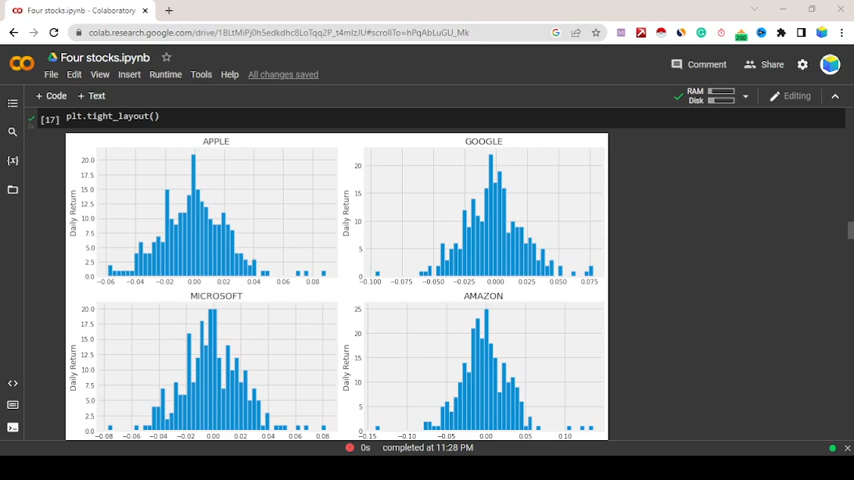 Four stocks.ipynb - Colaboratory
colab.research.google.com/drive/
Four stocks.ipynb
Comment Share
File Edit View Insert Runtime Tools Help All changes saved
+ Code + Text
RAM
Disk
Editing
[17] plt.tight_layout()
APPLE
Daily Return
20.0
17.5
15.0
12.5
10.0
7.5
5.0
2.5
0.0
−0.06 −0.04 −0.02 0.00 0.02 0.04 0.06 0.08
GOOGLE
Daily Return
20
15
10
5
0
−0.100 −0.075 −0.050 −0.025 0.000 0.025 0.050 0.075
MICROSOFT
Daily Return
20.0
17.5
15.0
12.5
10.0
7.5
5.0
2.5
0.0
−0.08 −0.06 −0.04 −0.02 0.00 0.02 0.04 0.06 0.08
AMAZON
Daily Return
25
20
15
10
5
0
−0.15 −0.10 −0.05 0.00 0.05 0.10
0s completed at 11:28 PM